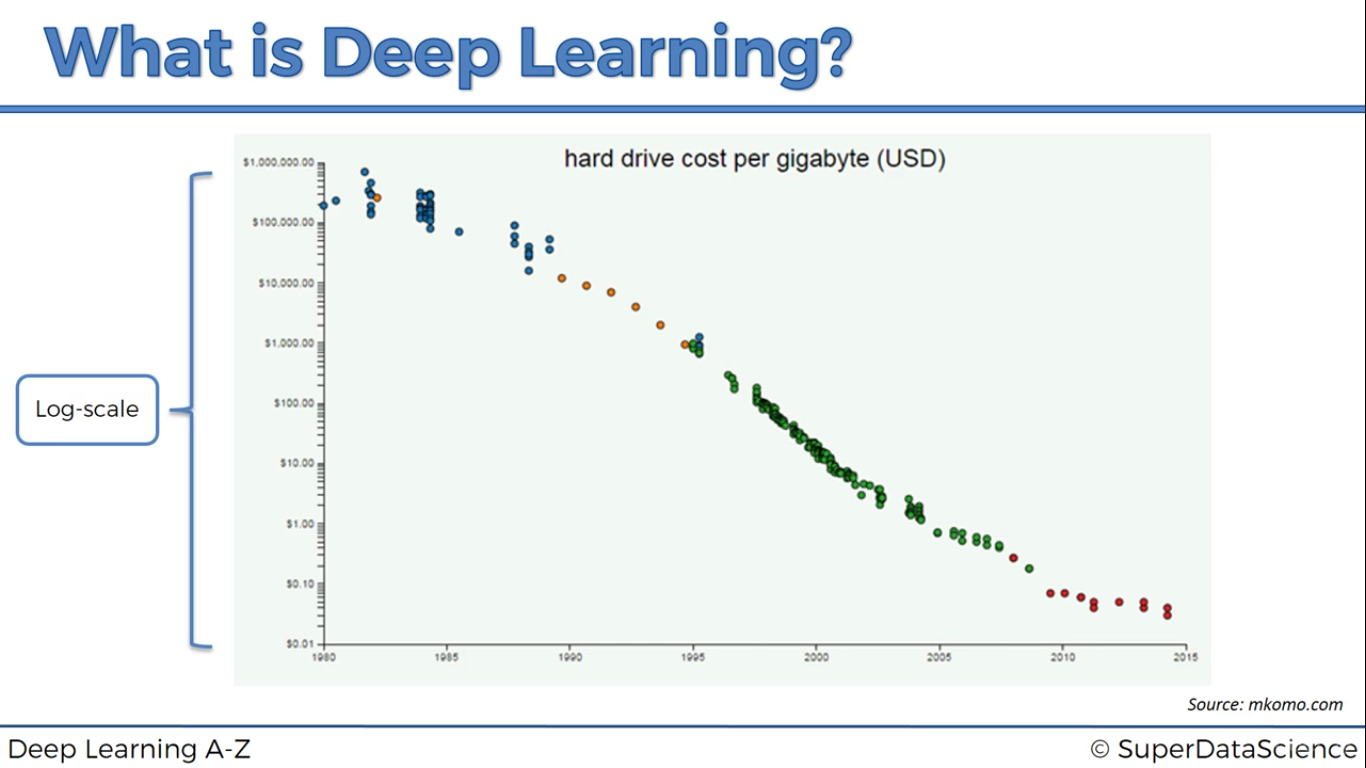 What is Deep Learning?
hard drive cost per gigabyte (USD)
$1,000,000.00
$100,000.00
$10,000.00
$1,000.00
$100.00
$10.00
$1.00
$0.10
$0.01
Log-scale
1980 1985 1990 1995 2000 2005 2010 2015
Source: mkomo.com
Deep Learning A-Z
© SuperDataScience